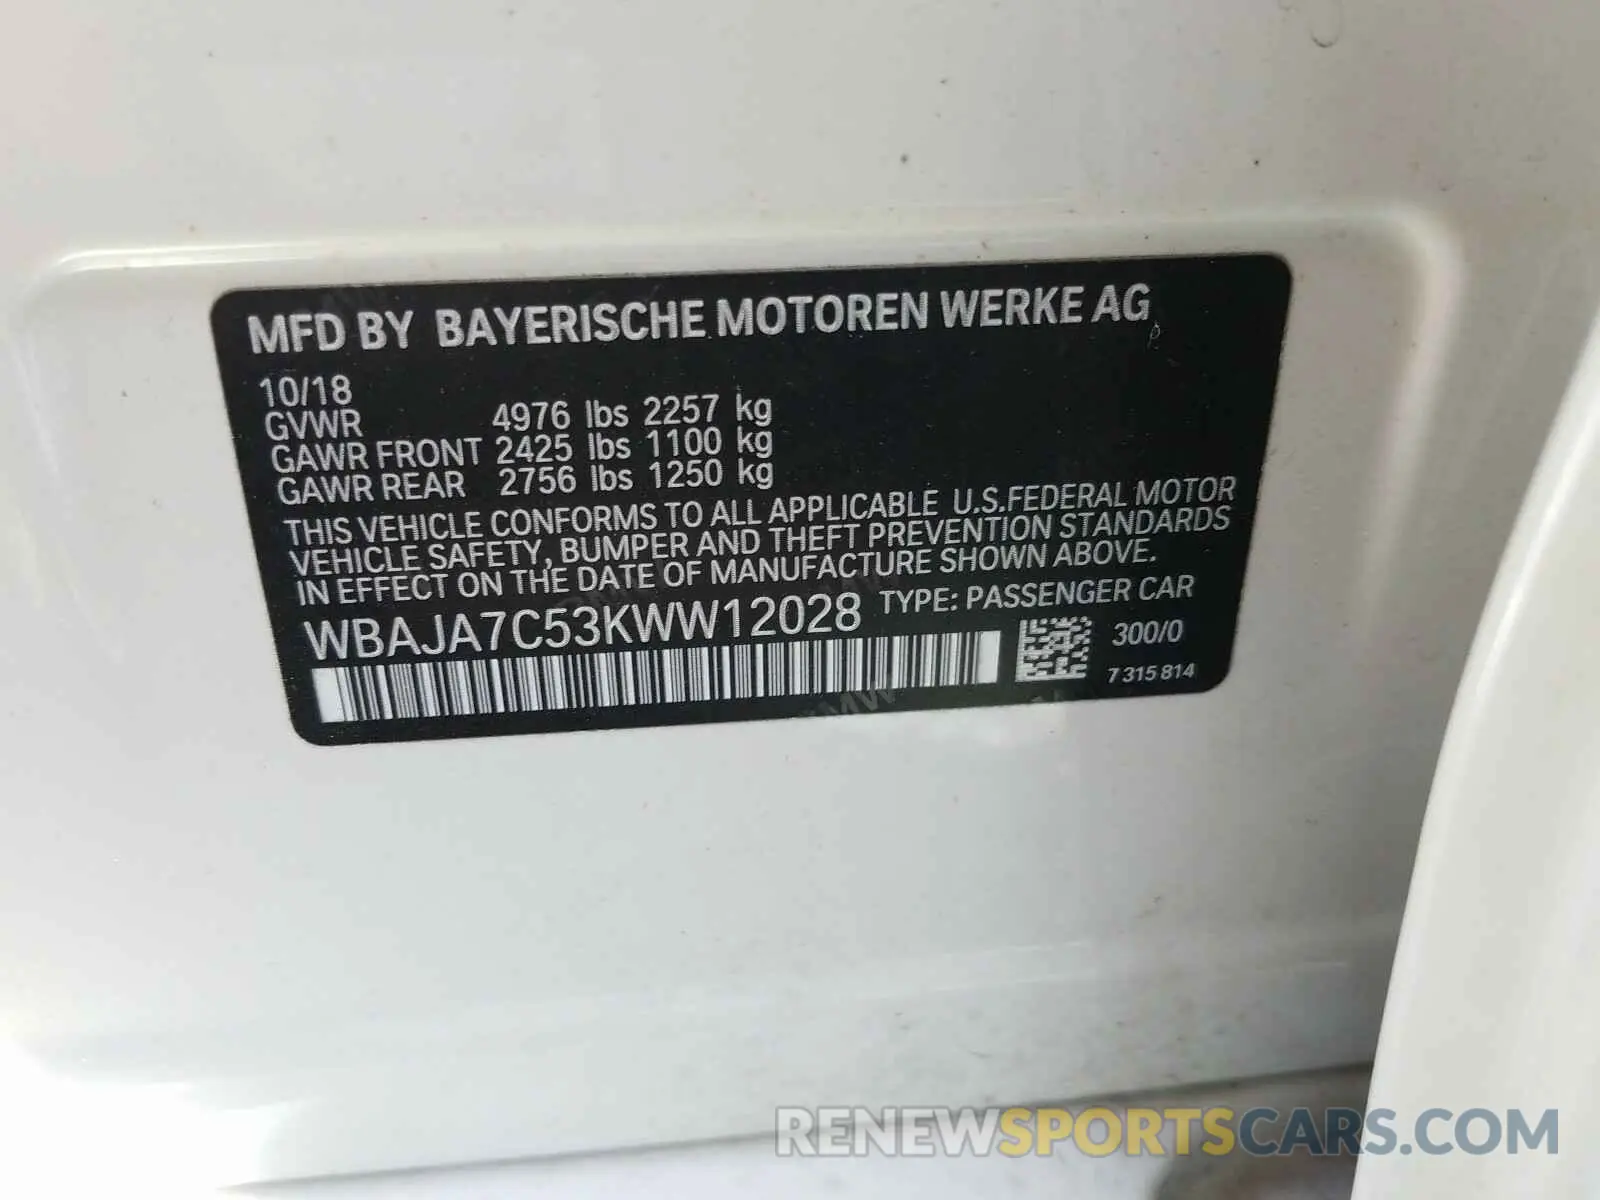 MFD BY BAYERISCHE MOTOREN WERKE AG
10/18
GVWR 4976 lbs 2257 kg
GAWR FRONT 2425 lbs 1100 kg
GAWR REAR 2756 lbs 1250 kg
THIS VEHICLE CONFORMS TO ALL APPLICABLE U.S.FEDERAL MOTOR
VEHICLE SAFETY, BUMPER AND THEFT PREVENTION STANDARDS
IN EFFECT ON THE DATE OF MANUFACTURE SHOWN ABOVE.
WBAJA7C53KWW12028 TYPE: PASSENGER CAR
300/0
7 315 814
RENEWSPORTSCARS.COM